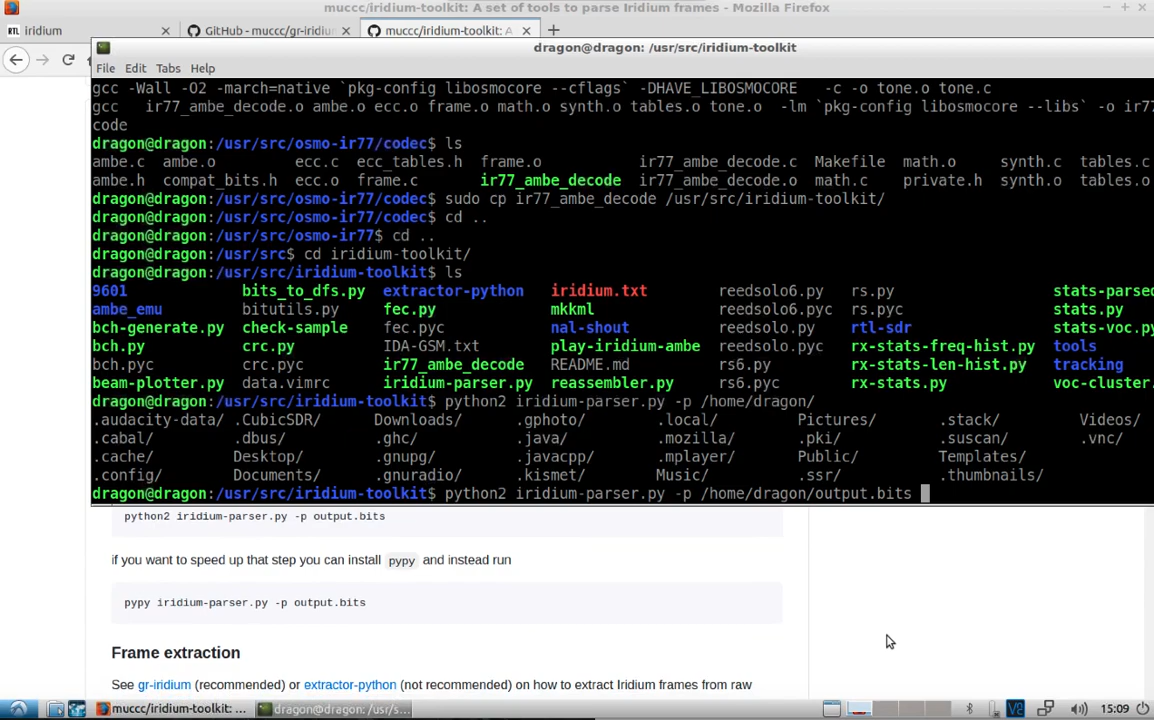 muccc/iridium-toolkit: A set of tools to parse Iridium frames - Mozilla Firefox
RTL iridium
GitHub - muccc/gr-iridiu
muccc/iridium-toolkit: A
dragon@dragon: /usr/src/iridium-toolkit
File Edit Tabs Help
gcc -Wall -O2 -march=native `pkg-config libosmocore --cflags` -DHAVE_LIBOSMOCORE -c -o tone.o tone.c
gcc ir77_ambe_decode.o ambe.o ecc.o frame.o math.o synth.o tables.o tone.o -lm `pkg-config libosmocore --libs` -o ir77
code
dragon@dragon:/usr/src/osmo-ir77/codec$ ls
ambe.c ambe.o ecc.c ecc_tables.h frame.o ir77_ambe_decode.c Makefile math.o synth.c tables.c
ambe.h compat_bits.h ecc.o frame.c ir77_ambe_decode ir77_ambe_decode.o math.c private.h synth.o tables.o
dragon@dragon:/usr/src/osmo-ir77/codec$ sudo cp ir77_ambe_decode /usr/src/iridium-toolkit/
dragon@dragon:/usr/src/osmo-ir77/codec$ cd ..
dragon@dragon:/usr/src/osmo-ir77$ cd ..
dragon@dragon:/usr/src$ cd iridium-toolkit/
dragon@dragon:/usr/src/iridium-toolkit$ ls
9601 bits_to_dfs.py extractor-python iridium.txt reedsolo6.py rs.py stats-parsed
ambe_emu bitutils.py fec.py mkkml reedsolo6.pyc rs.pyc stats.py
bch-generate.py check-sample fec.pyc nal-shout reedsolo.py rtl-sdr stats-voc.py
bch.py crc.py IDA-GSM.txt play-iridium-ambe reedsolo.pyc rx-stats-freq-hist.py tools
bch.pyc crc.pyc ir77_ambe_decode README.md rs6.py rx-stats-len-hist.py tracking
beam-plotter.py data.vimrc iridium-parser.py reassembler.py rs6.pyc rx-stats.py voc-cluster.
dragon@dragon:/usr/src/iridium-toolkit$ python2 iridium-parser.py -p /home/dragon/
.audacity-data/ .CubicSDR/ Downloads/ .gphoto/ .local/ Pictures/ .stack/ Videos/
.cabal/ .dbus/ .ghc/ .java/ .mozilla/ .pki/ .suscan/ .vnc/
.cache/ Desktop/ .gnupg/ .javacpp/ .mplayer/ Public/ Templates/
.config/ Documents/ .gnuradio/ .kismet/ Music/ .ssr/ .thumbnails/
dragon@dragon:/usr/src/iridium-toolkit$ python2 iridium-parser.py -p /home/dragon/output.bits
python2 iridium-parser.py -p output.bits
if you want to speed up that step you can install pypy and instead run
pypy iridium-parser.py -p output.bits
Frame extraction
See gr-iridium (recommended) or extractor-python (not recommended) on how to extract Iridium frames from raw
muccc/iridium-toolkit: ...
dragon@dragon: /usr/s...
15:09